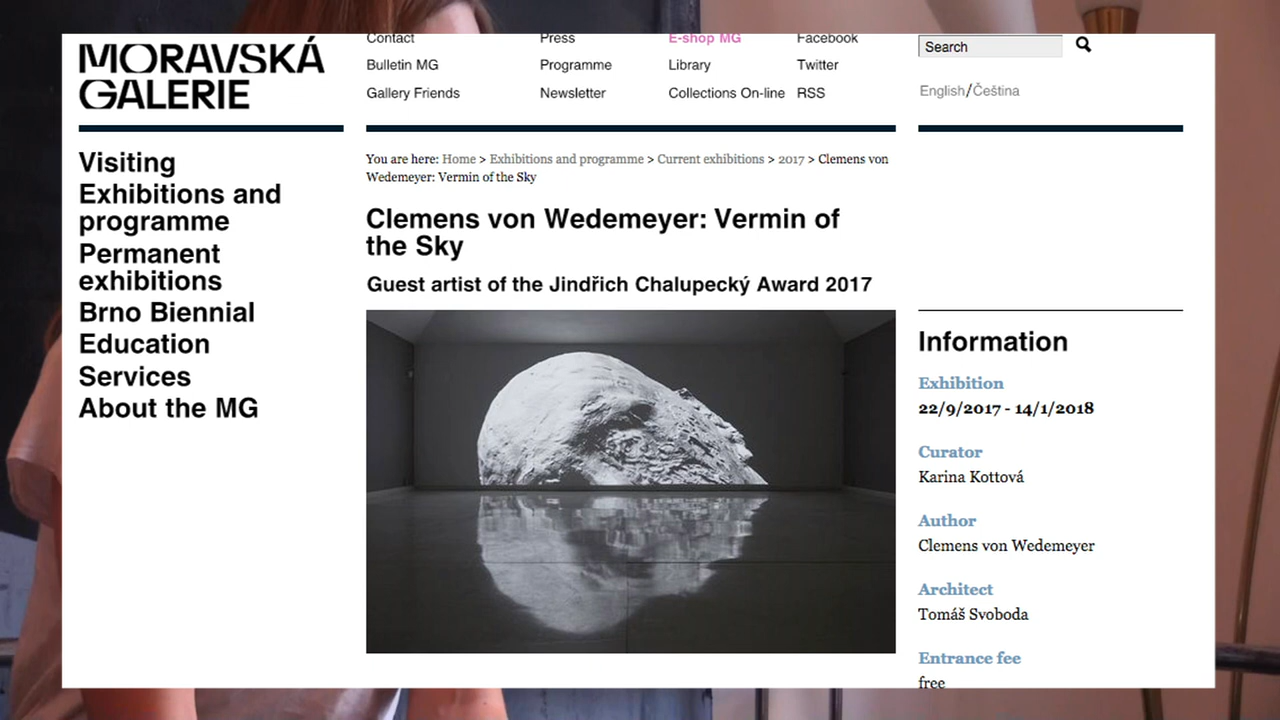 MORAVSKÁ
GALERIE
Contact
Bulletin MG
Gallery Friends
Press
Programme
Newsletter
E-shop MG
Library
Collections On-line
Facebook
Twitter
RSS
Search
English/Čeština
Visiting
Exhibitions and
programme
Permanent
exhibitions
Brno Biennial
Education
Services
About the MG
You are here: Home > Exhibitions and programme > Current exhibitions > 2017 > Clemens von
Wedemeyer: Vermin of the Sky
Clemens von Wedemeyer: Vermin of
the Sky
Guest artist of the Jindřich Chalupecký Award 2017
Information
Exhibition
22/9/2017 - 14/1/2018
Curator
Karina Kottová
Author
Clemens von Wedemeyer
Architect
Tomáš Svoboda
Entrance fee
free